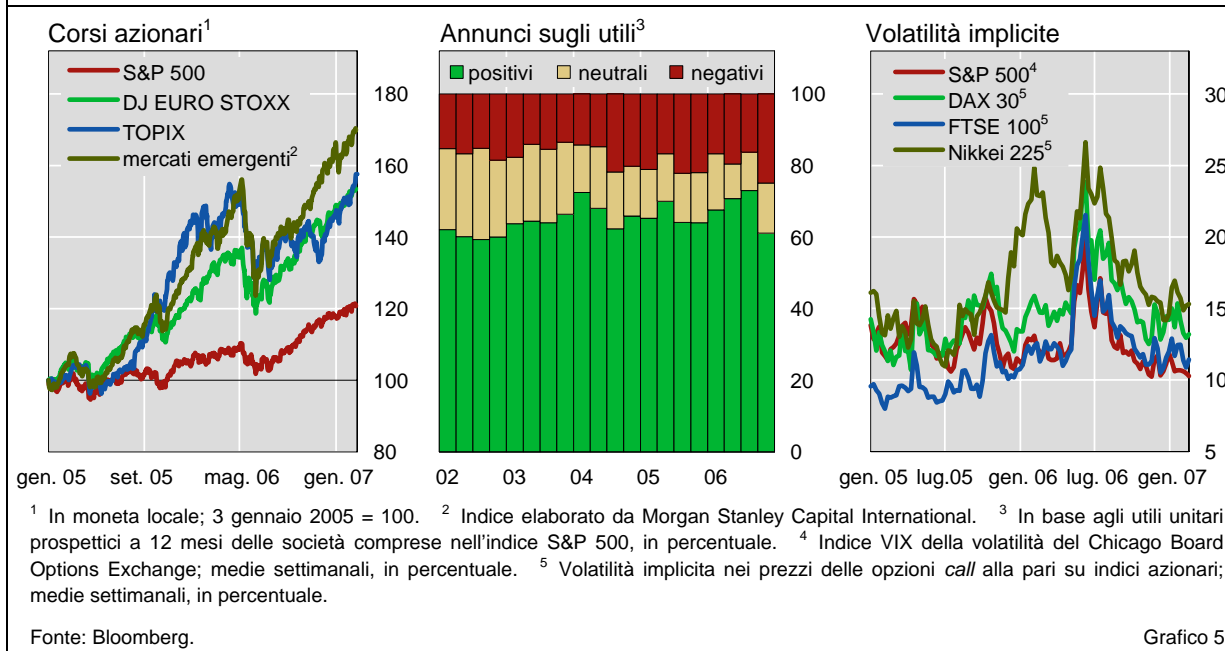 Corsi azionari1
S&P 500
DJ EURO STOXX
TOPIX
mercati emergenti2
180
160
140
120
100
80
gen. 05 set. 05 mag. 06 gen. 07
Annunci sugli utili3
positivi neutrali negativi
100
80
60
40
20
0
02 03 04 05 06
Volatilità implicite
S&P 5004
DAX 305
FTSE 1005
Nikkei 2255
30
25
20
15
10
5
gen. 05 lug.05 gen. 06 lug. 06 gen. 07
1 In moneta locale; 3 gennaio 2005 = 100. 2 Indice elaborato da Morgan Stanley Capital International. 3 In base agli utili unitari
prospettici a 12 mesi delle società comprese nell'indice S&P 500, in percentuale. 4 Indice VIX della volatilità del Chicago Board
Options Exchange; medie settimanali, in percentuale. 5 Volatilità implicita nei prezzi delle opzioni call alla pari su indici azionari;
medie settimanali, in percentuale.
Fonte: Bloomberg.
Grafico 5